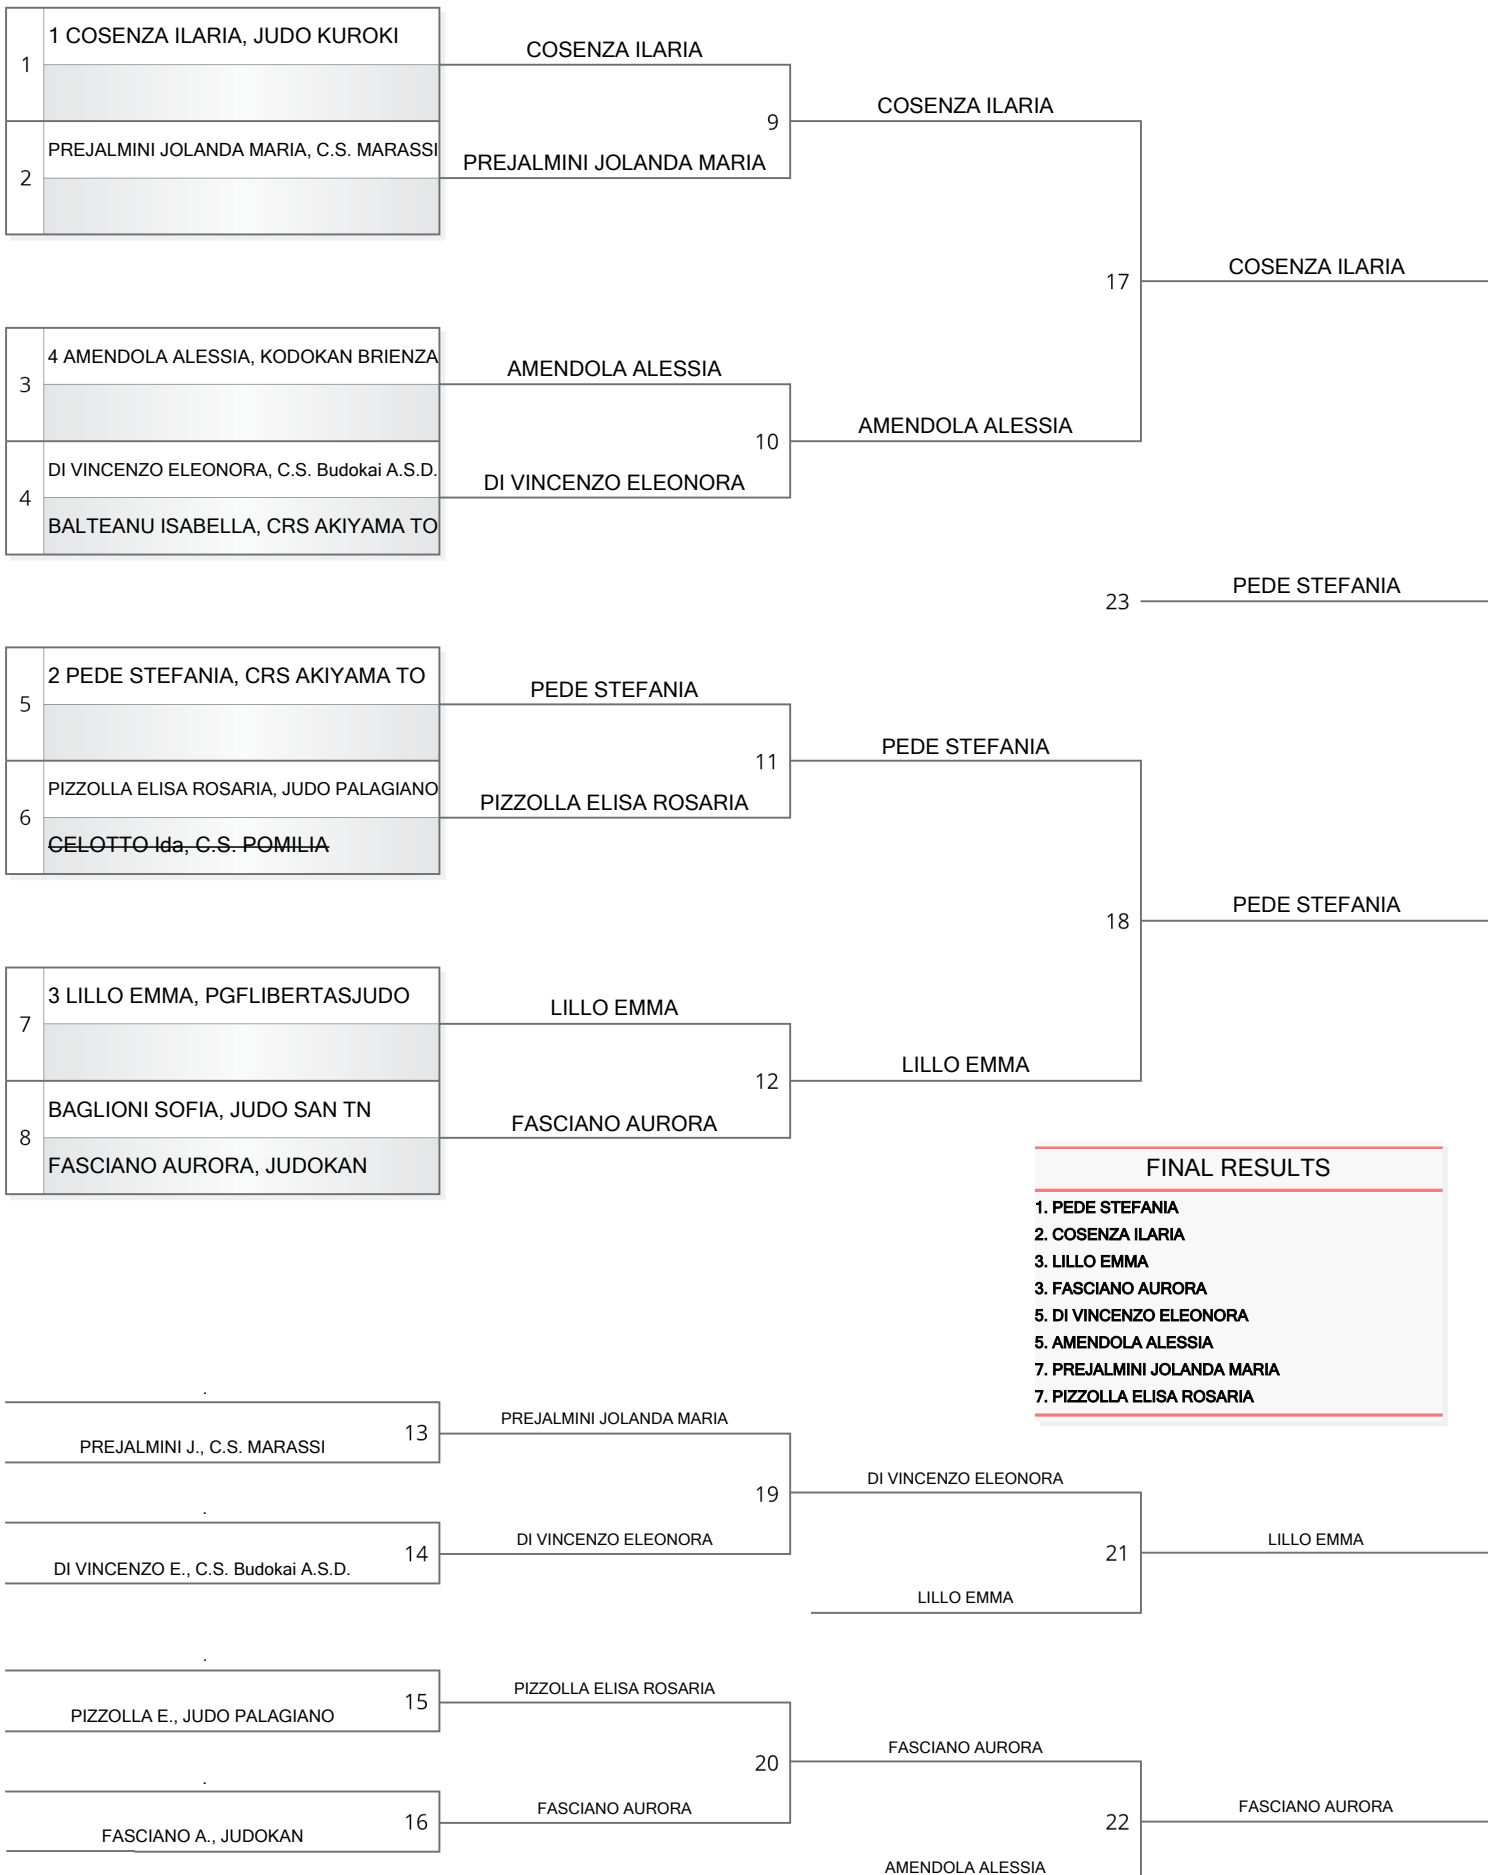 1 COSENZA ILARIA, JUDO KUROKI
1
PREJALMINI JOLANDA MARIA, C.S. MARASSI
2
COSENZA ILARIA
9
PREJALMINI JOLANDA MARIA
COSENZA ILARIA
17
COSENZA ILARIA
4 AMENDOLA ALESSIA, KODOKAN BRIENZA
3
DI VINCENZO ELEONORA, C.S. Budokai A.S.D.
4
BALTEANU ISABELLA, CRS AKIYAMA TO
AMENDOLA ALESSIA
10
DI VINCENZO ELEONORA
AMENDOLA ALESSIA
23
PEDE STEFANIA
2 PEDE STEFANIA, CRS AKIYAMA TO
5
PIZZOLLA ELISA ROSARIA, JUDO PALAGIANO
6
CELOTTO Ida, C.S. POMILIA
PEDE STEFANIA
11
PIZZOLLA ELISA ROSARIA
PEDE STEFANIA
18
PEDE STEFANIA
3 LILLO EMMA, PGFLIBERTASJUDO
7
BAGLIONI SOFIA, JUDO SAN TN
8
FASCIANO AURORA, JUDOKAN
LILLO EMMA
12
FASCIANO AURORA
LILLO EMMA
FINAL RESULTS
1. PEDE STEFANIA
2. COSENZA ILARIA
3. LILLO EMMA
3. FASCIANO AURORA
5. DI VINCENZO ELEONORA
5. AMENDOLA ALESSIA
7. PREJALMINI JOLANDA MARIA
7. PIZZOLLA ELISA ROSARIA
.
13
PREJALMINI J., C.S. MARASSI
PREJALMINI JOLANDA MARIA
19
.
14
DI VINCENZO E., C.S. Budokai A.S.D.
DI VINCENZO ELEONORA
DI VINCENZO ELEONORA
21
LILLO EMMA
LILLO EMMA
.
15
PIZZOLLA E., JUDO PALAGIANO
PIZZOLLA ELISA ROSARIA
20
.
16
FASCIANO A., JUDOKAN
FASCIANO AURORA
FASCIANO AURORA
22
AMENDOLA ALESSIA
FASCIANO AURORA